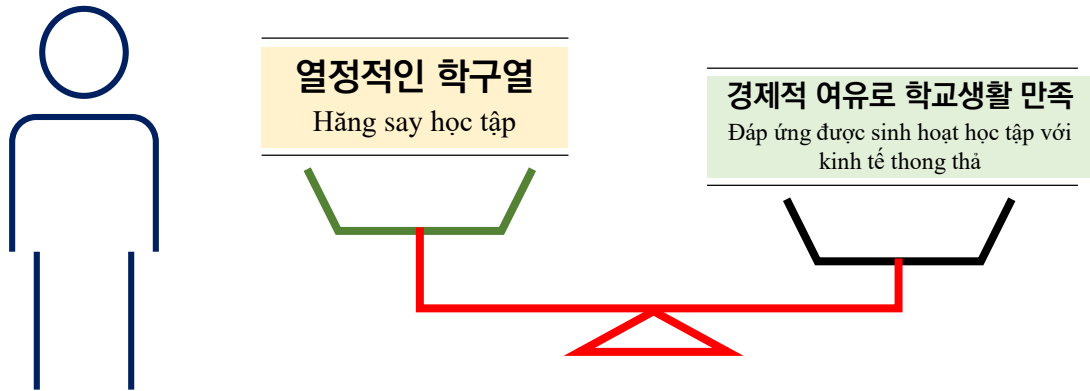 열정적인 학구열
Hăng say học tập
경제적 여유로 학교생활 만족
Đáp ứng được sinh hoạt học tập với
kinh tế thong thả